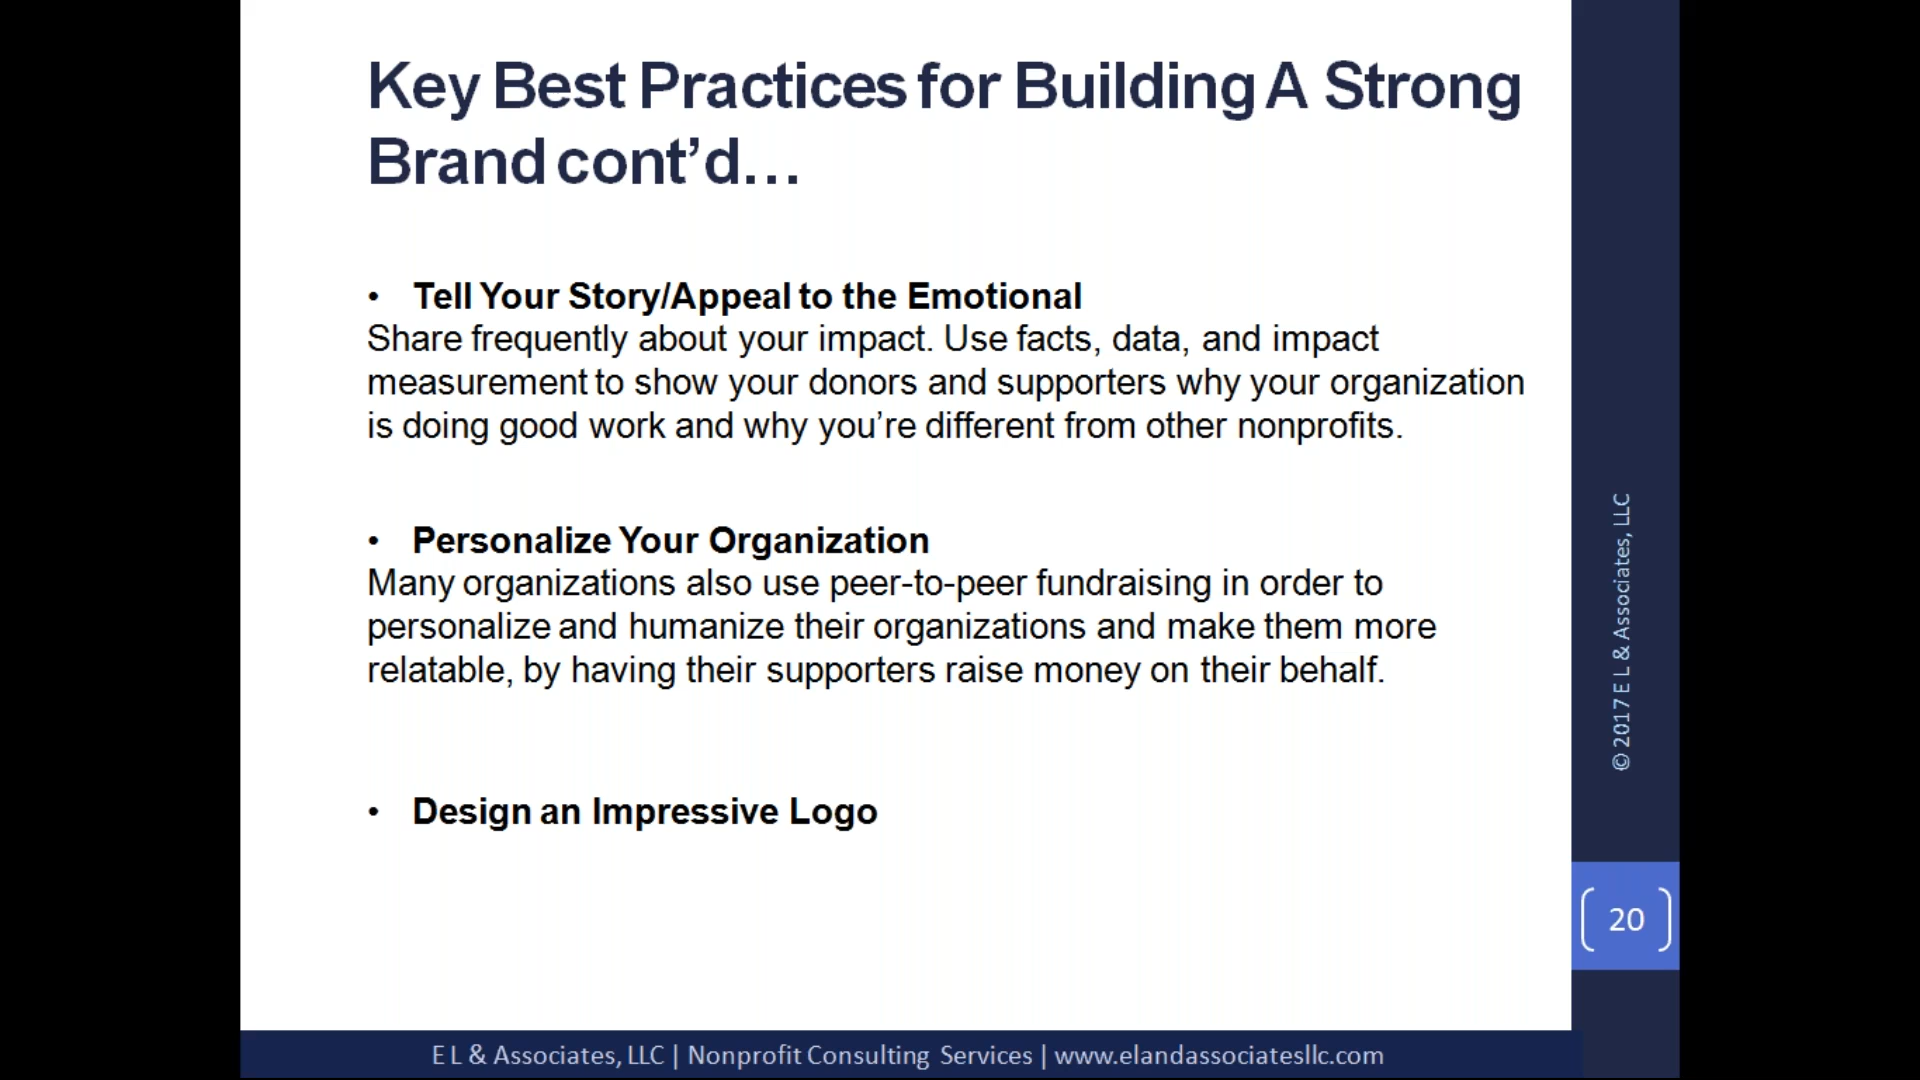 Key Best Practices for Building A Strong
Brand cont’d…
• Tell Your Story/Appeal to the Emotional
Share frequently about your impact. Use facts, data, and impact
measurement to show your donors and supporters why your organization
is doing good work and why you’re different from other nonprofits.
• Personalize Your Organization
Many organizations also use peer-to-peer fundraising in order to
personalize and humanize their organizations and make them more
relatable, by having their supporters raise money on their behalf.
• Design an Impressive Logo
© 2017 E L & Associates, LLC
20
E L & Associates, LLC | Nonprofit Consulting Services | www.elandassociatesllc.com